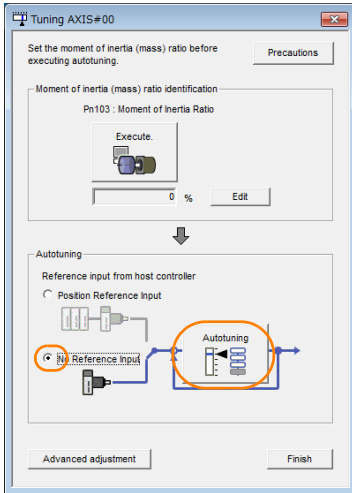 Tuning AXIS#00
Set the moment of inertia (mass) ratio before
executing autotuning.
Precautions
Moment of inertia (mass) ratio identification
Pn103 : Moment of Inertia Ratio
Execute.
0 %
Edit
Autotuning
Reference input from host controller
Position Reference Input
No Reference Input
Autotuning
Advanced adjustment
Finish